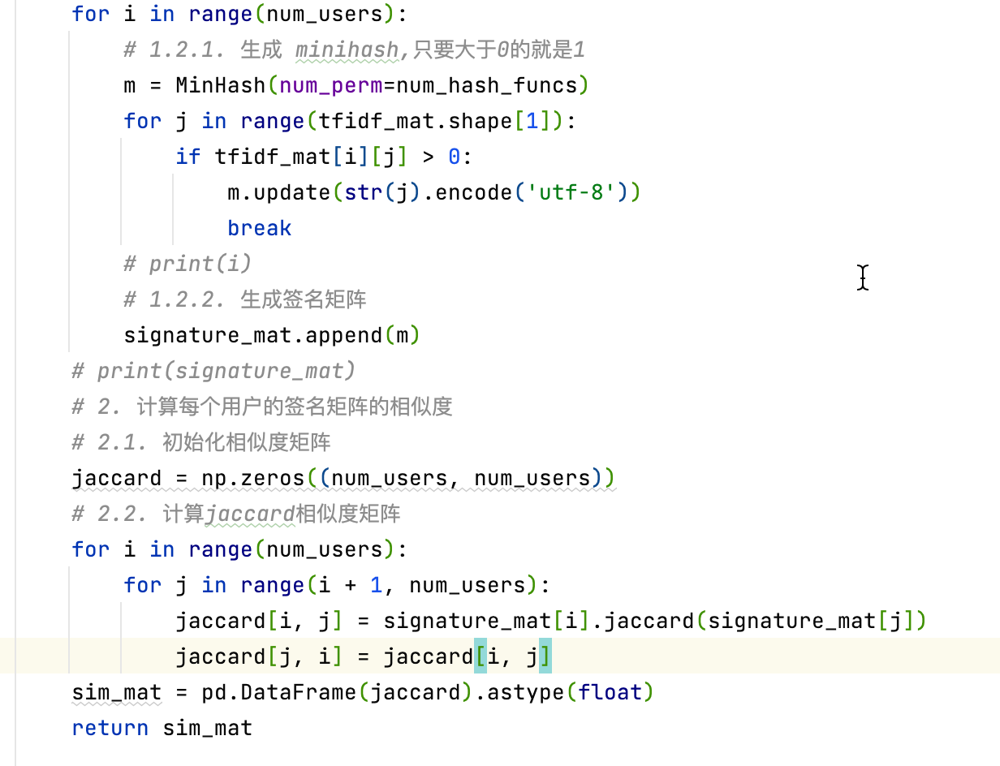 for i in range(num_users):
# 1.2.1. 生成 minihash,只要大于0的就是1
m = MinHash(num_perm=num_hash_funcs)
for j in range(tfidf_mat.shape[1]):
if tfidf_mat[i][j] > 0:
m.update(str(j).encode('utf-8'))
break
# print(i)
# 1.2.2. 生成签名矩阵
signature_mat.append(m)
# print(signature_mat)
# 2. 计算每个用户的签名矩阵的相似度
# 2.1. 初始化相似度矩阵
jaccard = np.zeros((num_users, num_users))
# 2.2. 计算jaccard相似度矩阵
for i in range(num_users):
for j in range(i + 1, num_users):
jaccard[i, j] = signature_mat[i].jaccard(signature_mat[j])
jaccard[j, i] = jaccard[i, j]
sim_mat = pd.DataFrame(jaccard).astype(float)
return sim_mat